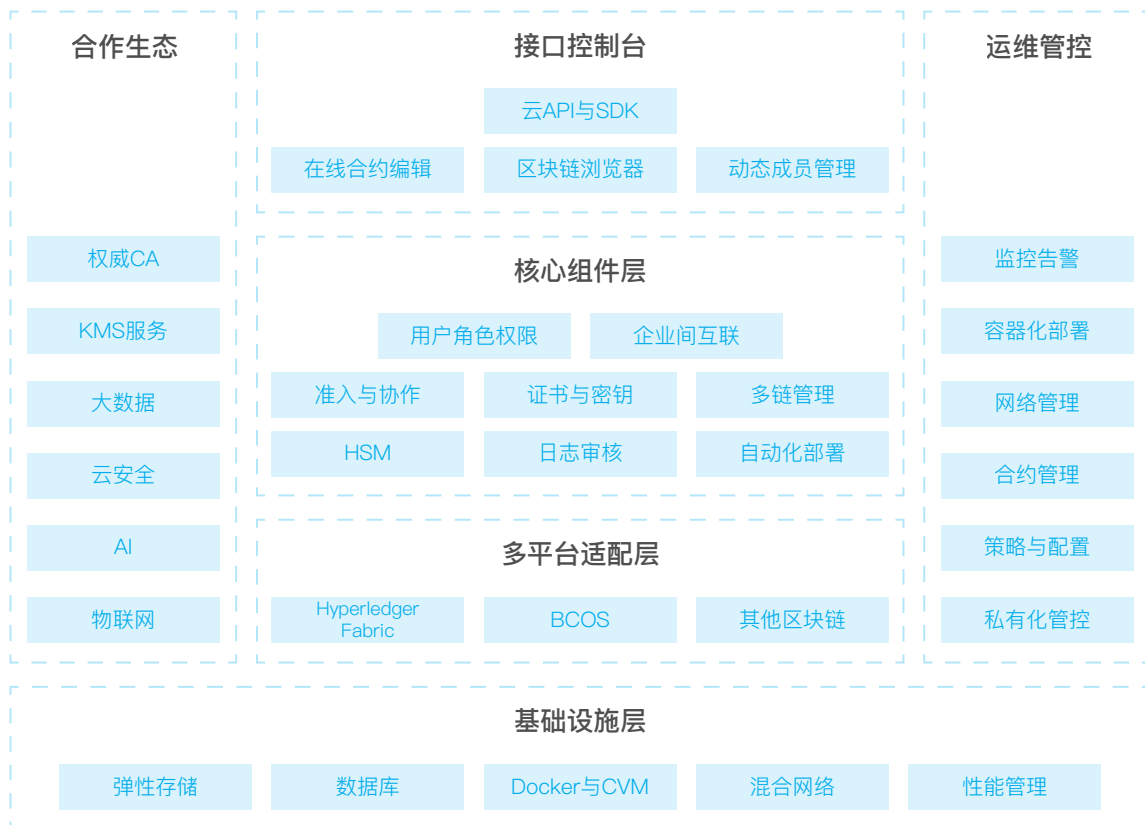 合作生态
权威CA
KMS服务
大数据
云安全
AI
物联网
接口控制台
云API与SDK
在线合约编辑
区块链浏览器
动态成员管理
核心组件层
用户角色权限
企业间互联
准入与协作
证书与密钥
多链管理
HSM
日志审核
自动化部署
多平台适配层
Hyperledger
Fabric
BCOS
其他区块链
运维管控
监控告警
容器化部署
网络管理
合约管理
策略与配置
私有化管控
基础设施层
弹性存储
数据库
Docker与CVM
混合网络
性能管理